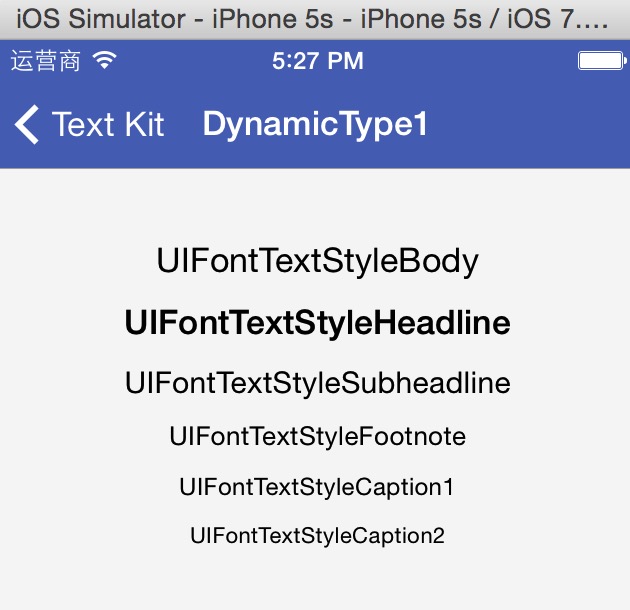 iOS Simulator - iPhone 5s - iPhone 5s / iOS 7....
运营商 5:27 PM
Text Kit DynamicType1
UIFontTextStyleBody
UIFontTextStyleHeadline
UIFontTextStyleSubheadline
UIFontTextStyleFootnote
UIFontTextStyleCaption1
UIFontTextStyleCaption2